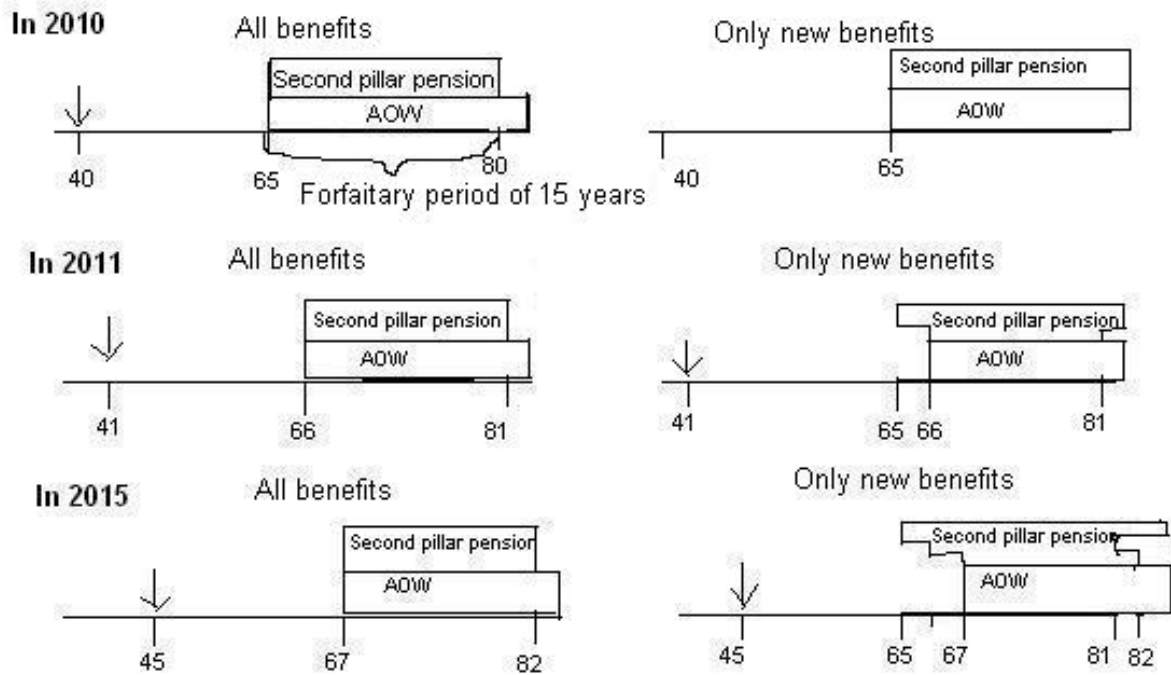 In 2010
All benefits
Only new benefits
Second pillar pension
AOW
Second pillar pension
AOW
40
65
80
40
65
Forfaitary period of 15 years
In 2011
All benefits
Only new benefits
Second pillar pension
AOW
Second pillar pension
AOW
41
66
81
41
65
66
81
In 2015
All benefits
Only new benefits
Second pillar pension
AOW
Second pillar pension
AOW
45
67
82
45
65
67
81
82